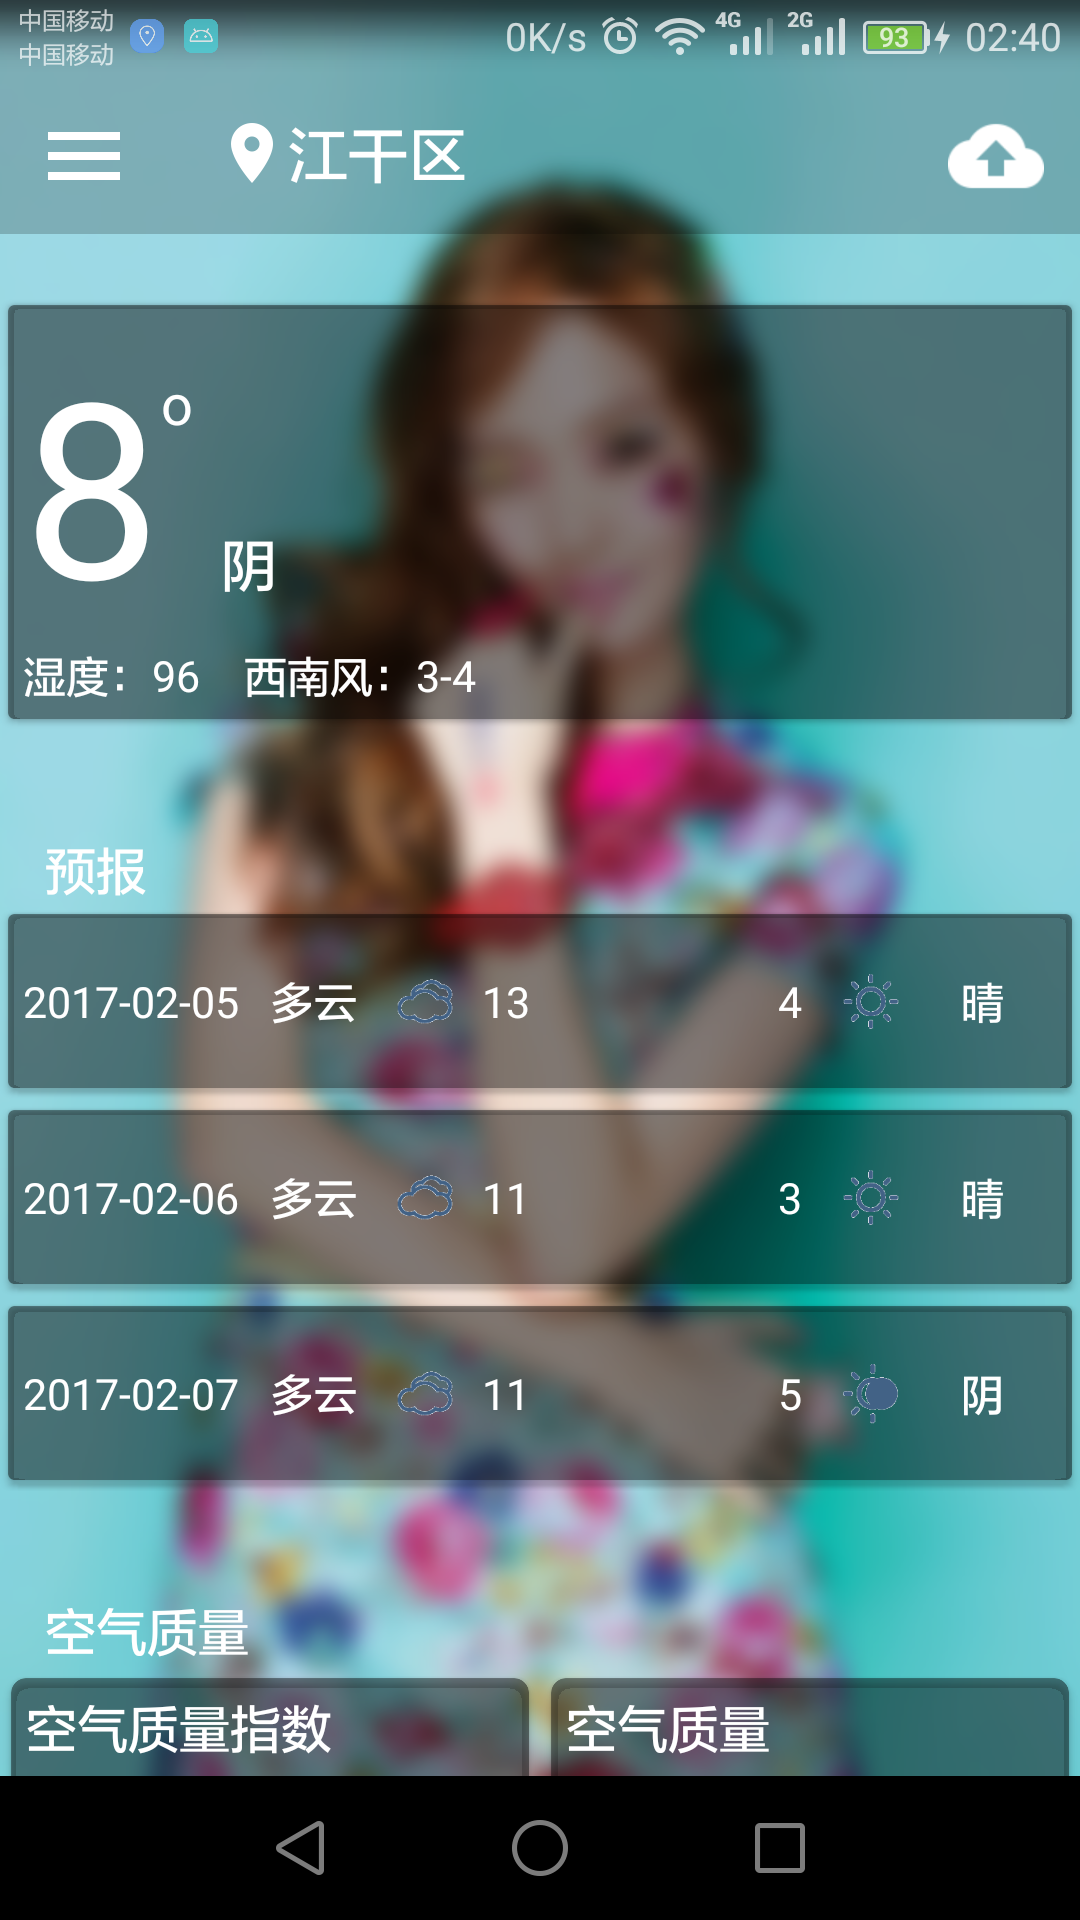 中国移动
中国移动
0K/s 4G 2G 93 02:40
江干区
8°
阴
湿度：96 西南风：3-4
预报
2017-02-05 多云 13 4 晴
2017-02-06 多云 11 3 晴
2017-02-07 多云 11 5 阴
空气质量
空气质量指数 空气质量